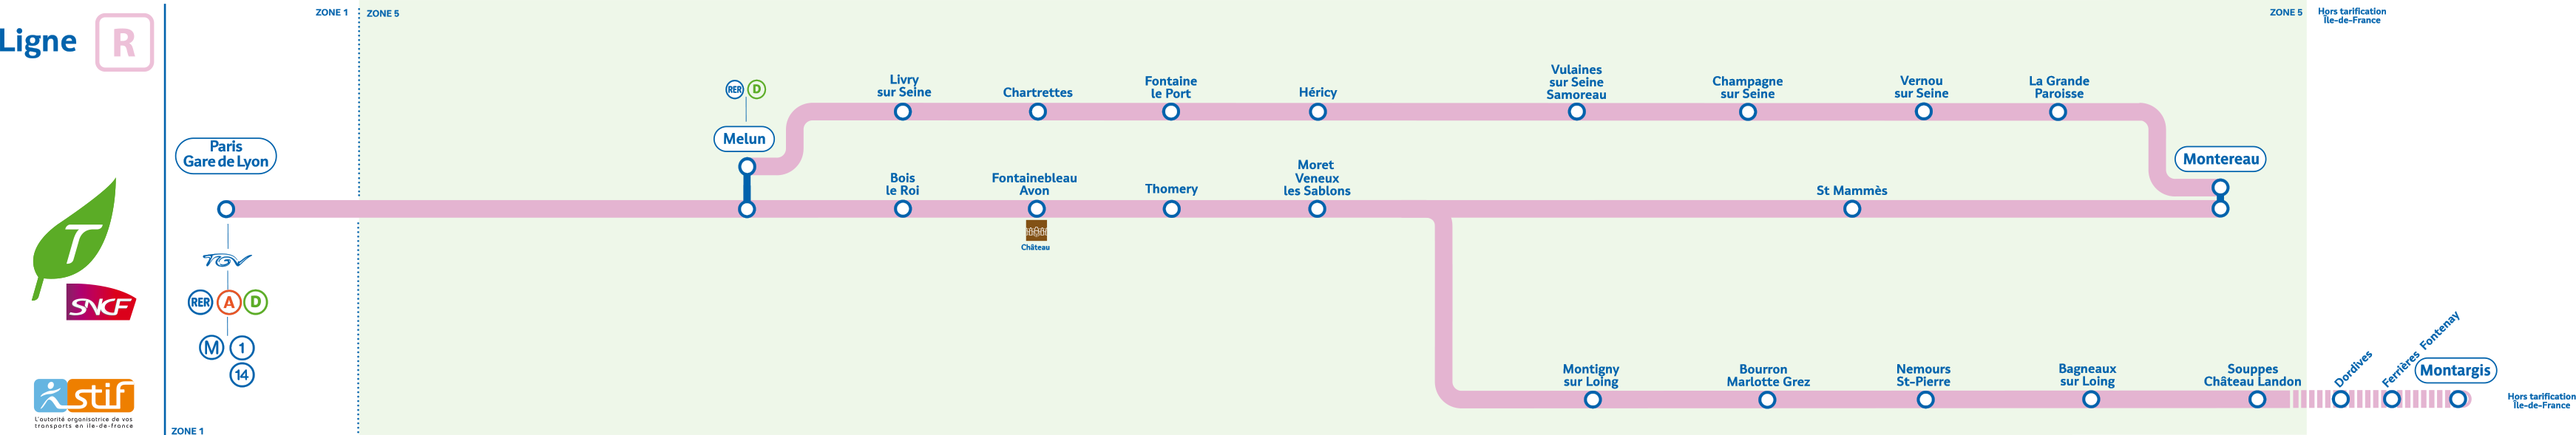 Ligne R
ZONE 1
ZONE 5
ZONE 5
Hors tarification
Île-de-France
Paris
Gare de Lyon
TGV
RER A D
M 1
14
RER D
Melun
Livry
sur Seine
Chartrettes
Fontaine
le Port
Héricy
Vulaines
sur Seine
Samoreau
Champagne
sur Seine
Vernou
sur Seine
La Grande
Paroisse
Montereau
Bois
le Roi
Fontainebleau
Avon
Château
Thomery
Moret
Veneux
les Sablons
St Mammès
Montigny
sur Loing
Bourron
Marlotte Grez
Nemours
St-Pierre
Bagneaux
sur Loing
Souppes
Château Landon
Dordives
Ferrières Fontenay
Montargis
Hors tarification
Île-de-France
T
SNCF
stif
L'autorité organisatrice de vos
transports en île-de-france
ZONE 1